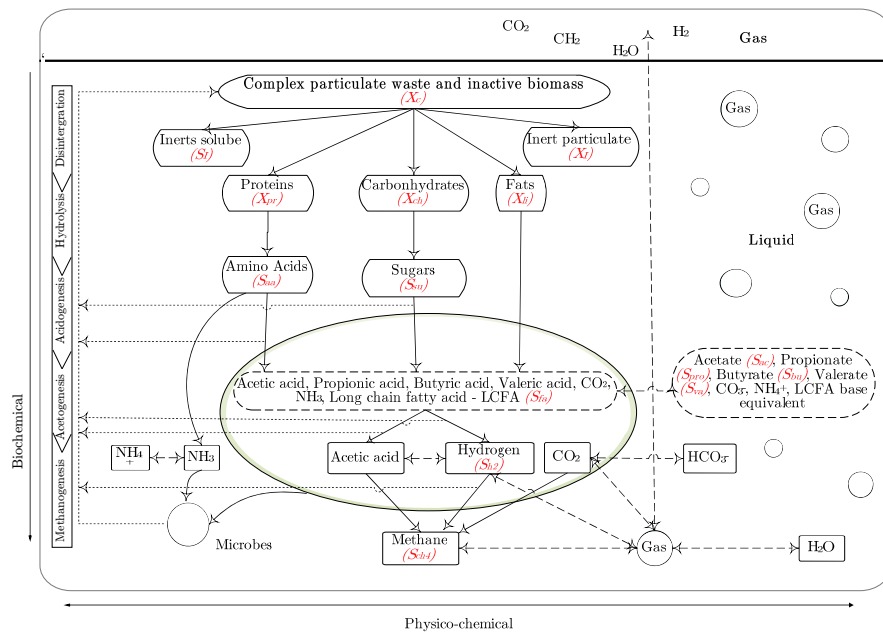 CO₂
CH₂
H₂O
H₂
Gas
Complex particulate waste and inactive biomass
(Xc)
Inerts solube
(SI)
Inert particulate
(XI)
Proteins
(Xpr)
Carbonhydrates
(Xch)
Fats
(Xli)
Amino Acids
(Saa)
Sugars
(Ssu)
Acetic acid, Propionic acid, Butyric acid, Valeric acid, CO₂,
NH₃, Long chain fatty acid - LCFA (Sfa)
Acetic acid
Hydrogen
(Sh2)
CO₂
HCO₃⁻
NH₄
+
NH₃
Microbes
Methane
(Sch4)
Gas
H₂O
Gas
Gas
Liquid
Acetate (Sac), Propionate
(Spro), Butyrate (Sbu), Valerate
(Sva), CO₃⁻, NH₄⁺, LCFA base
equivalent
Biochemical
Disintergration
Hydrolysis
Acidogenesis
Acetogenesis
Methanogenesis
Physico-chemical